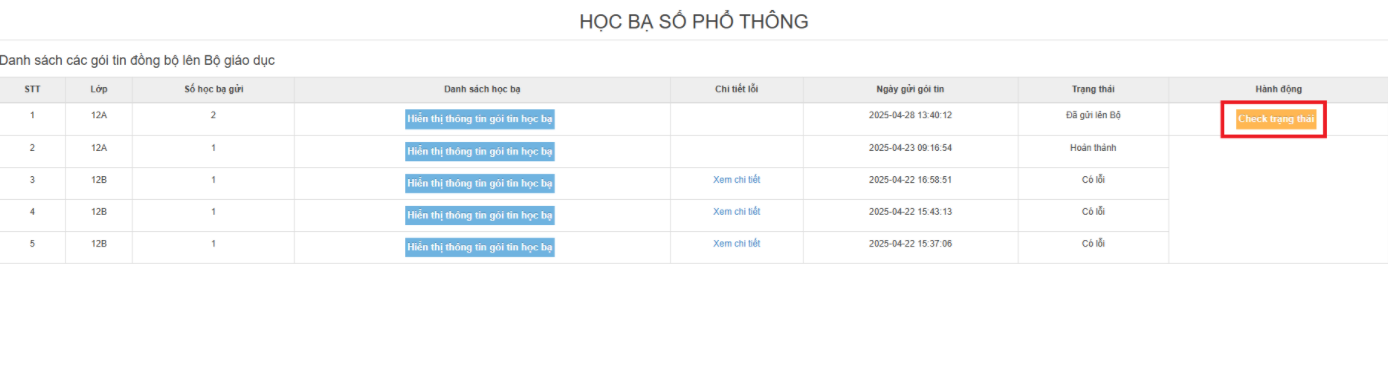 HỌC BẠ SỐ PHỔ THÔNG
Danh sách các gói tin đồng bộ lên Bộ giáo dục
STT Lớp Số học bạ gửi Danh sách học bạ Chi tiết lỗi Ngày gửi gói tin Trạng thái Hành động
1 12A 2 Hiển thị thông tin gói tin học bạ 2025-04-28 13:40:12 Đã gửi lên Bộ Check trạng thái
2 12A 1 Hiển thị thông tin gói tin học bạ 2025-04-23 09:16:54 Hoàn thành
3 12B 1 Hiển thị thông tin gói tin học bạ Xem chi tiết 2025-04-22 16:58:51 Có lỗi
4 12B 1 Hiển thị thông tin gói tin học bạ Xem chi tiết 2025-04-22 15:43:13 Có lỗi
5 12B 1 Hiển thị thông tin gói tin học bạ Xem chi tiết 2025-04-22 15:37:06 Có lỗi